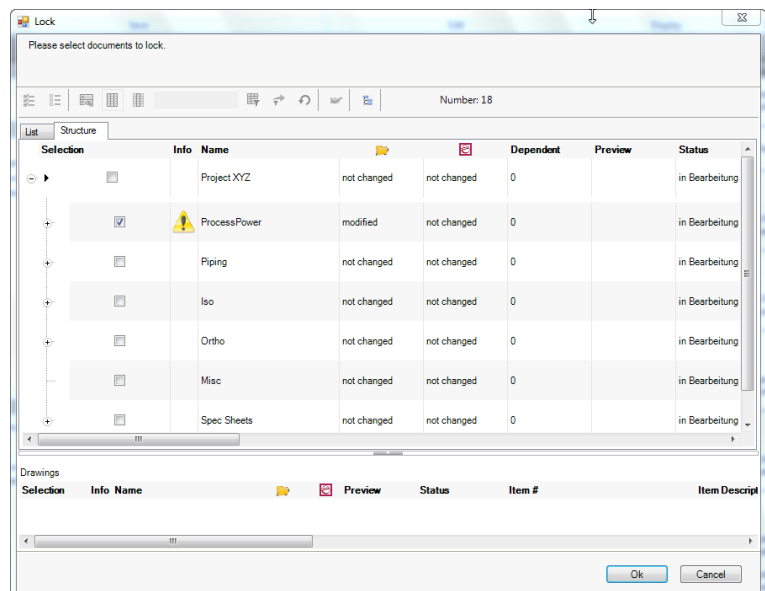 Lock
Please select documents to lock.
Number: 18
List Structure
Selection Info Name Dependent Preview Status
Project XYZ not changed not changed 0 in Bearbeitung
ProcessPower modified not changed 0 in Bearbeitung
Piping not changed not changed 0 in Bearbeitung
Iso not changed not changed 0 in Bearbeitung
Ortho not changed not changed 0 in Bearbeitung
Misc not changed not changed 0 in Bearbeitung
Spec Sheets not changed not changed 0 in Bearbeitung
Drawings
Selection Info Name Preview Status Item # Item Descript
Ok Cancel